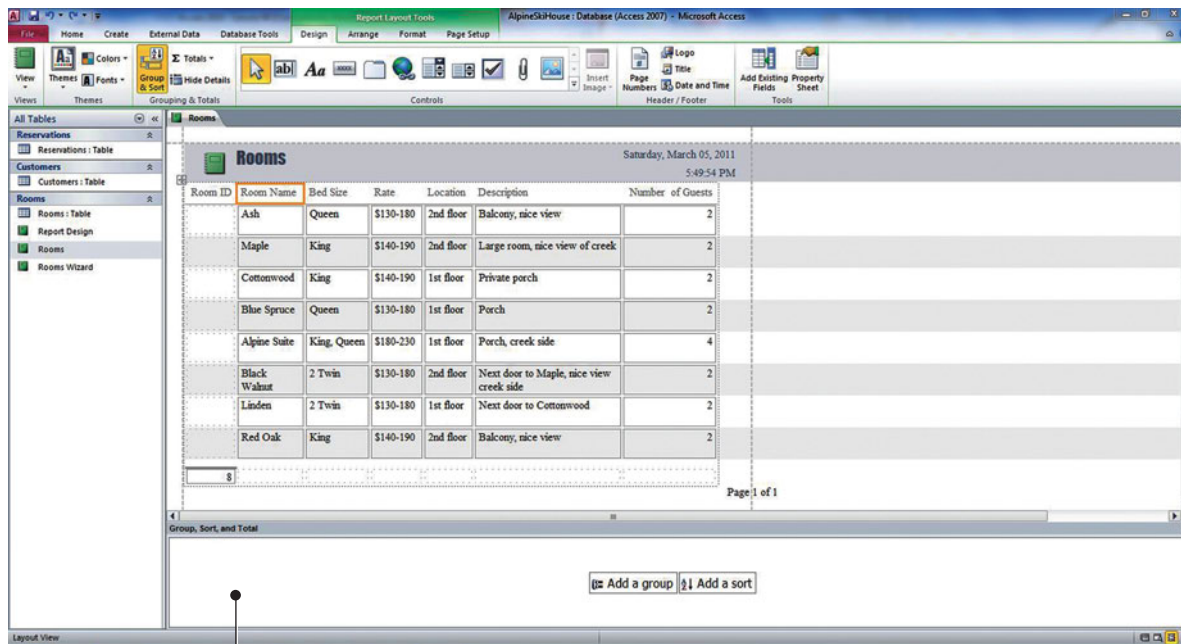 Report Layout Tools
AlpineSkiHouse : Database (Access 2007) - Microsoft Access
File Home Create External Data Database Tools Design Arrange Format Page Setup
View
Views
Themes
Colors
Fonts
Themes
Group & Sort
Σ Totals
Hide Details
Grouping & Totals
ab| Aa xxxx
Controls
Insert Image
Page Numbers
Logo
Title
Date and Time
Header / Footer
Add Existing Fields
Property Sheet
Tools
All Tables
Reservations
Reservations : Table
Customers
Customers : Table
Rooms
Rooms : Table
Report Design
Rooms
Rooms Wizard
Rooms
Rooms
Saturday, March 05, 2011
5:49:54 PM
Room ID Room Name Bed Size Rate Location Description Number of Guests
Ash Queen $130-180 2nd floor Balcony, nice view 2
Maple King $140-190 2nd floor Large room, nice view of creek 2
Cottonwood King $140-190 1st floor Private porch 2
Blue Spruce Queen $130-180 1st floor Porch 2
Alpine Suite King, Queen $180-230 1st floor Porch, creek side 4
Black Walnut 2 Twin $130-180 2nd floor Next door to Maple, nice view creek side 2
Linden 2 Twin $130-180 1st floor Next door to Cottonwood 2
Red Oak King $140-190 2nd floor Balcony, nice view 2
8
Page 1 of 1
Group, Sort, and Total
Add a group Add a sort
Layout View